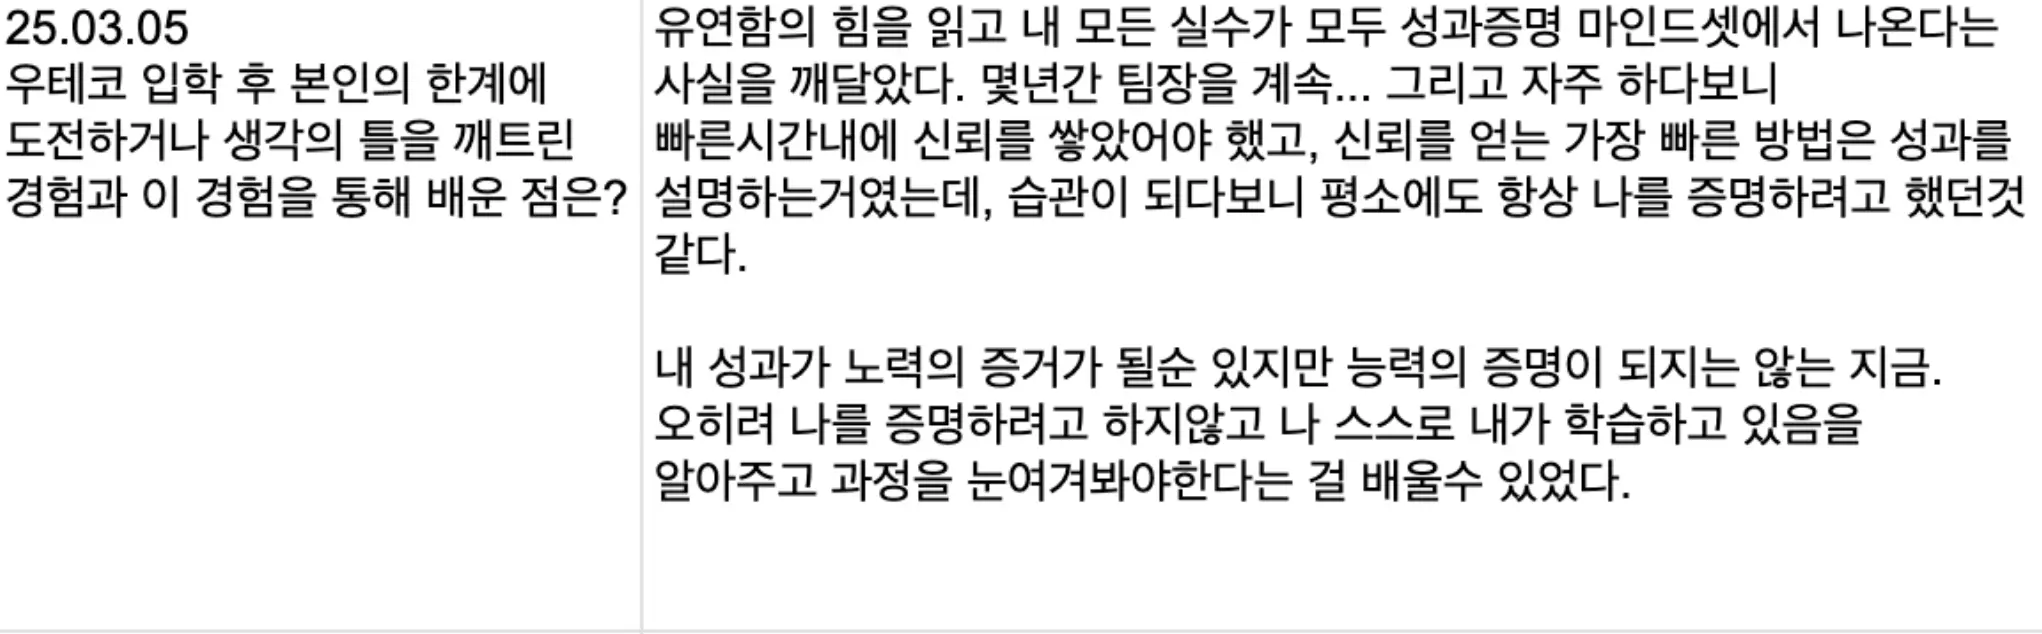 25.03.05
우테코 입학 후 본인의 한계에
도전하거나 생각의 틀을 깨트린
경험과 이 경험을 통해 배운 점은?
유연함의 힘을 읽고 내 모든 실수가 모두 성과증명 마인드셋에서 나온다는
사실을 깨달았다. 몇년간 팀장을 계속... 그리고 자주 하다보니
빠른시간내에 신뢰를 쌓았어야 했고, 신뢰를 얻는 가장 빠른 방법은 성과를
설명하는거였는데, 습관이 되다보니 평소에도 항상 나를 증명하려고 했던것
같다.
내 성과가 노력의 증거가 될순 있지만 능력의 증명이 되지는 않는 지금.
오히려 나를 증명하려고 하지않고 나 스스로 내가 학습하고 있음을
알아주고 과정을 눈여겨봐야한다는 걸 배울수 있었다.